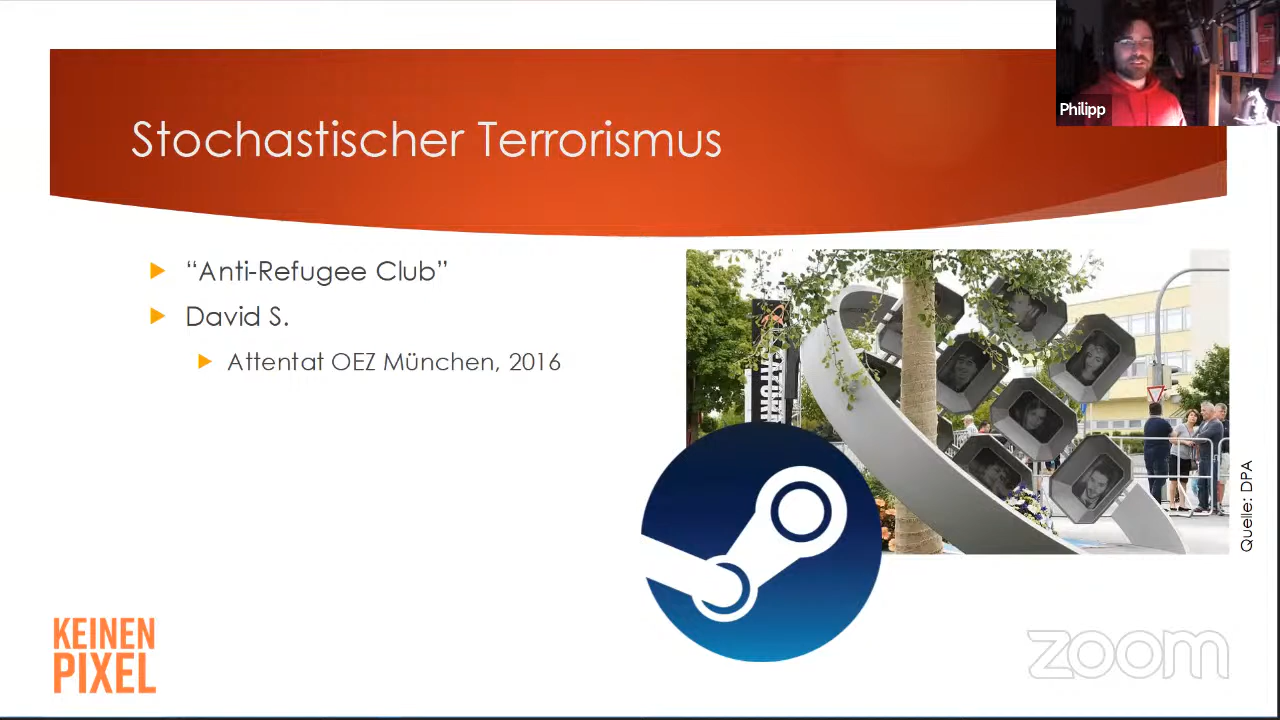 Philipp
Stochastischer Terrorismus
“Anti-Refugee Club”
David S.
Attentat OEZ München, 2016
Quelle: DPA
KEINEN
PIXEL
zoom